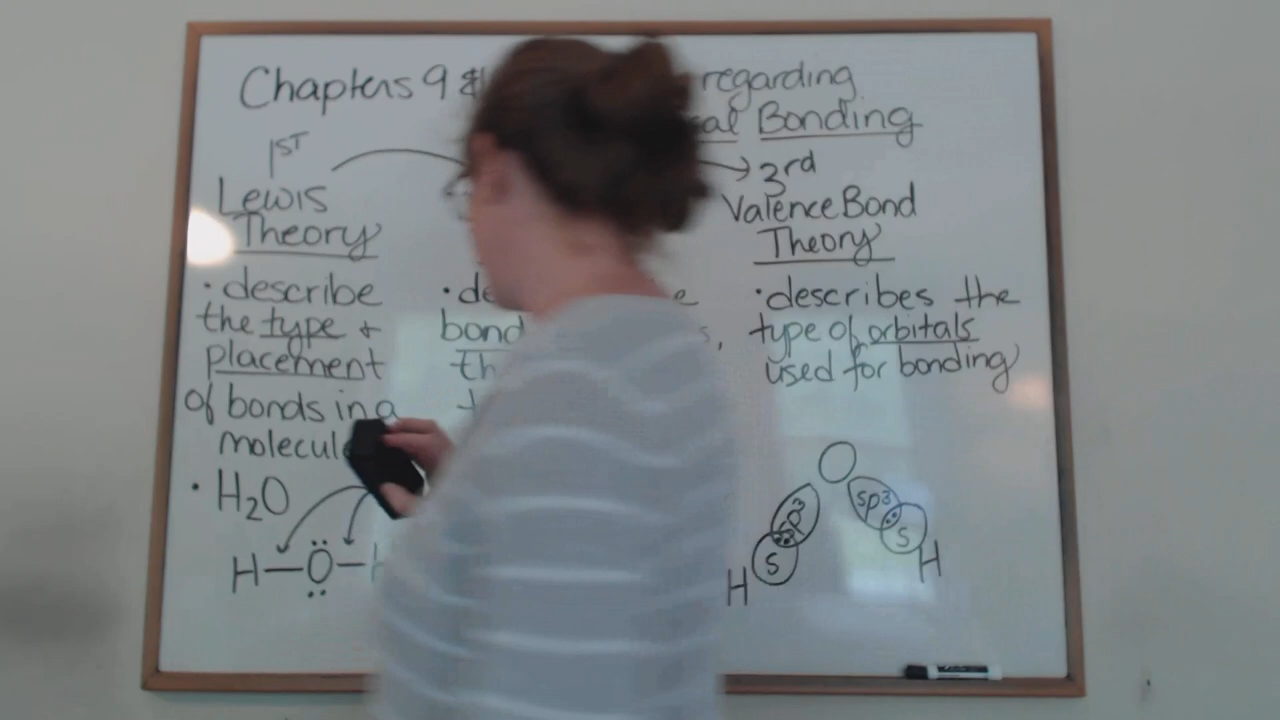 Chapters 9 & regarding
al Bonding
1ST
Lewis
Theory
• describe
the type +
placement
of bonds in a
molecule
• H2O
H—Ö—H
• de
bond
th
3rd
Valence Bond
Theory
• describes the
type of orbitals
used for bonding
O
sp3 sp3
s s
H H